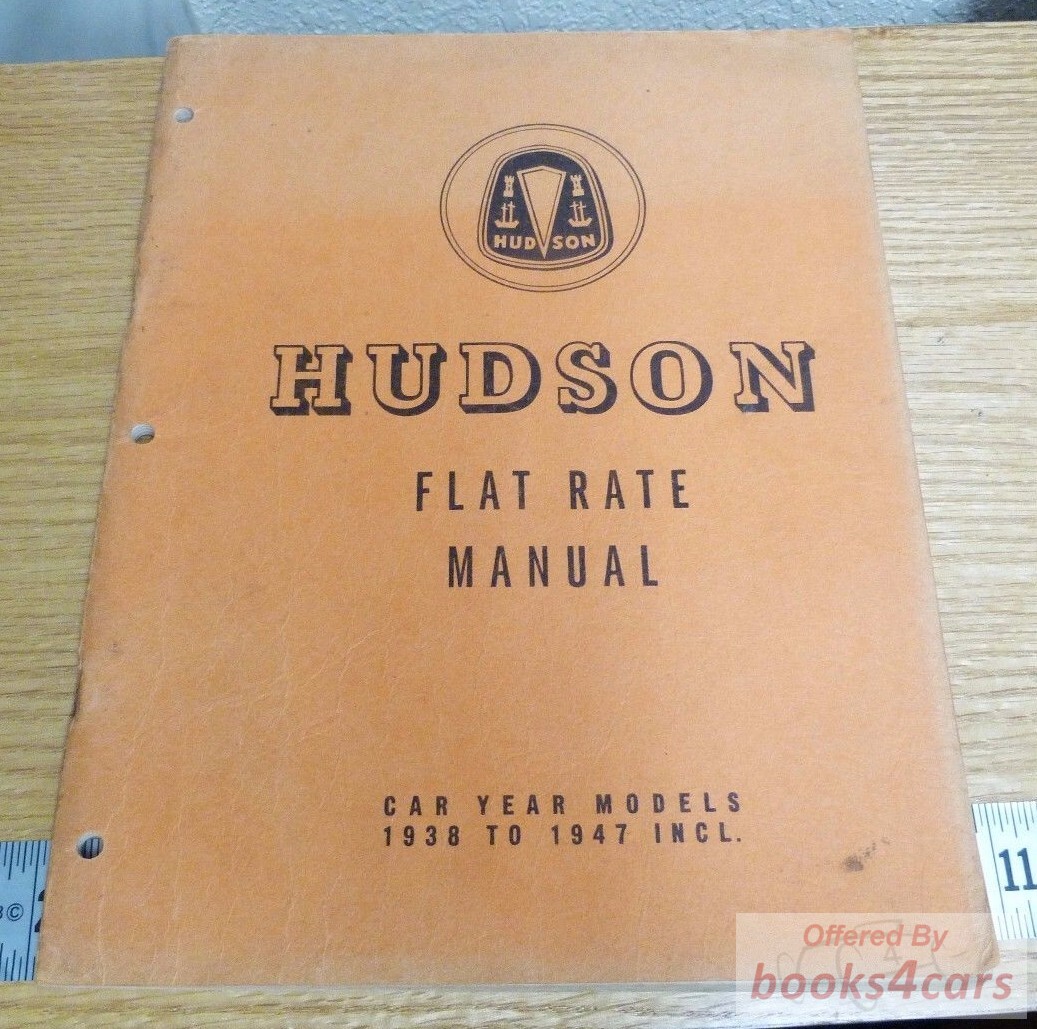 HUDSON
HUDSON
FLAT RATE
MANUAL
CAR YEAR MODELS
1938 TO 1947 INCL.
11
Offered By
books4cars